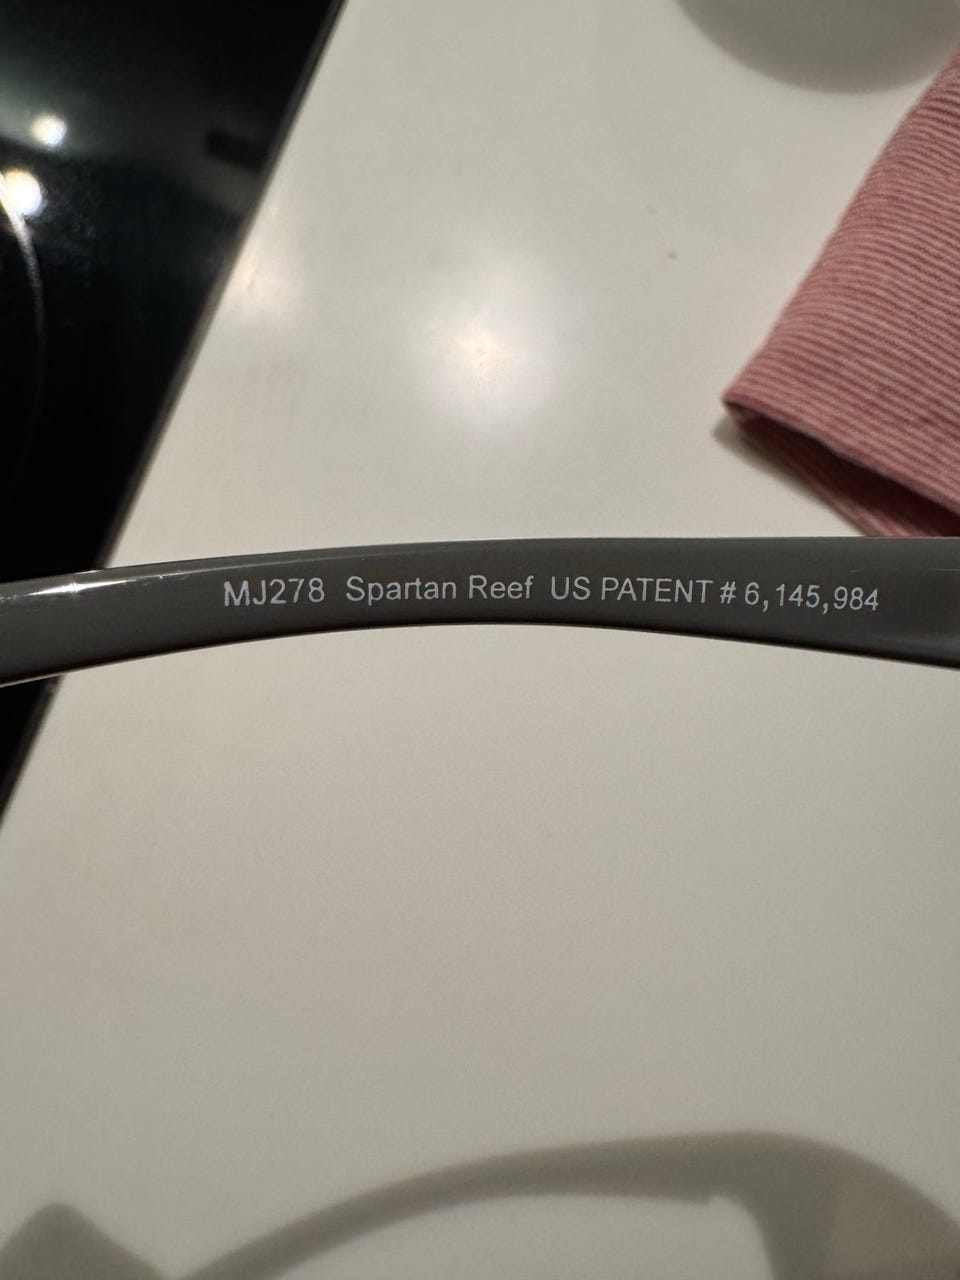 MJ278 Spartan Reef US PATENT # 6,145,984